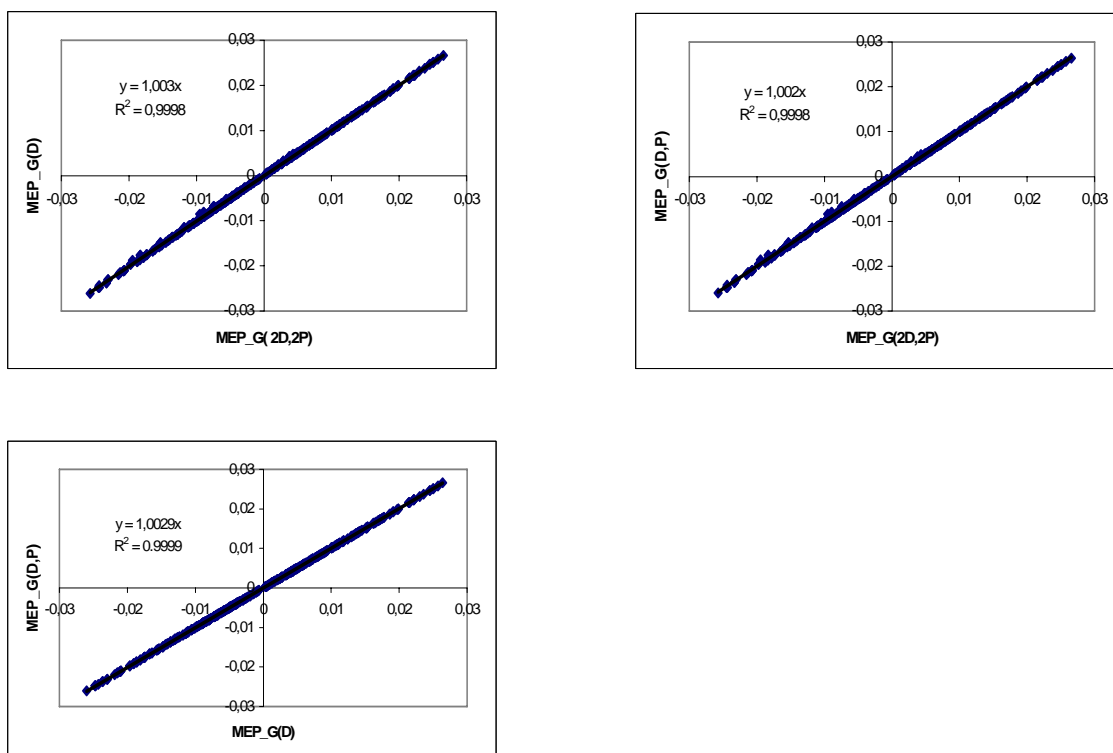 0,03
0,02
0,01
0
-0,01
-0,02
-0,03
-0,03 -0,02 -0,01 0 0,01 0,02 0,03
y = 1,003x
R² = 0,9998
MEP_G(D)
MEP_G( 2D,2P)
0,03
0,02
0,01
0
-0,01
-0,02
-0,03
-0,03 -0,02 -0,01 0 0,01 0,02 0,03
y = 1,002x
R² = 0,9998
MEP_G(D,P)
MEP_G(2D,2P)
0,03
0,02
0,01
0
-0,01
-0,02
-0,03
-0,03 -0,02 -0,01 0 0,01 0,02 0,03
y = 1,0029x
R² = 0.9999
MEP_G(D,P)
MEP_G(D)